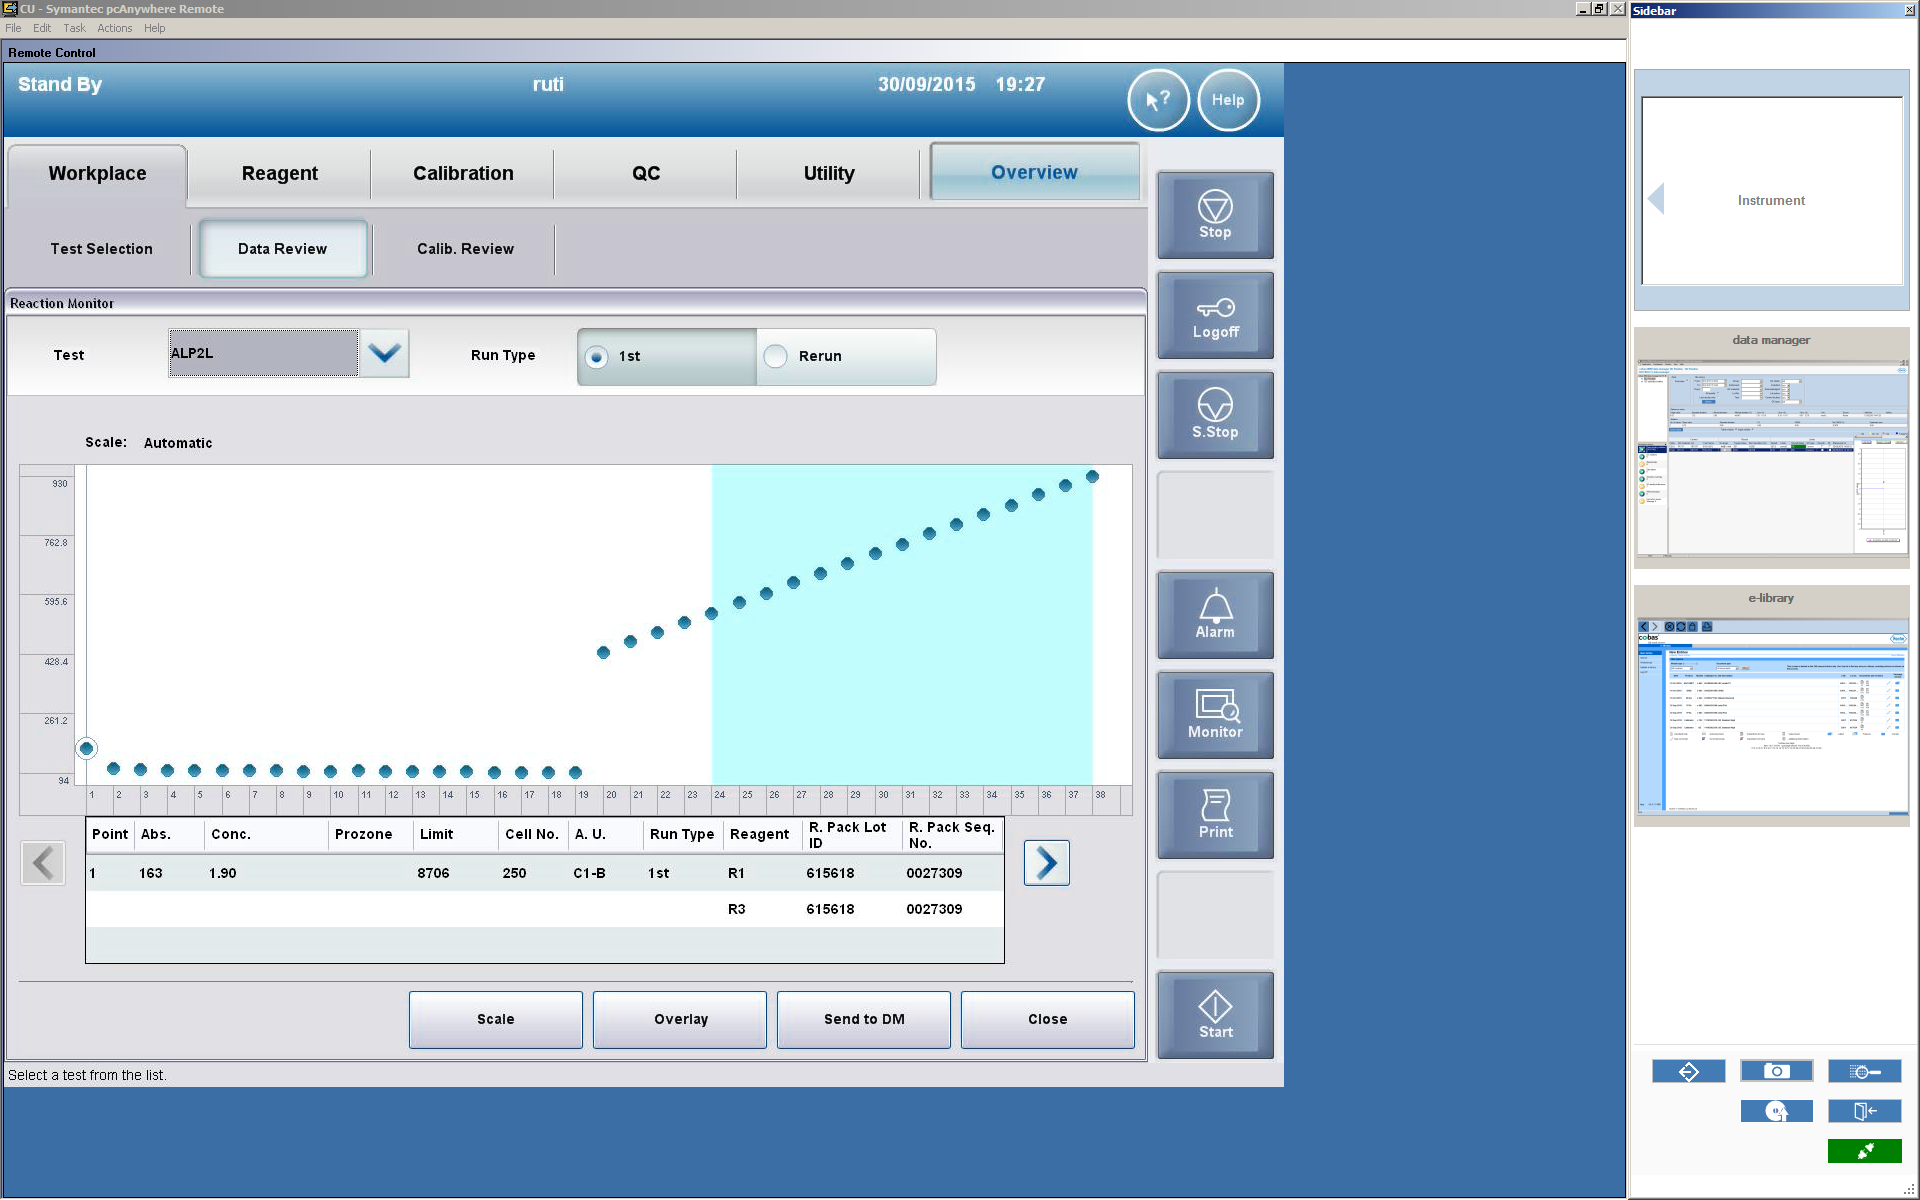 CU - Symantec pcAnywhere Remote
File Edit Task Actions Help
Remote Control
Stand By ruti 30/09/2015 19:27
? Help
Workplace Reagent Calibration QC Utility Overview
Test Selection Data Review Calib. Review
Reaction Monitor
Test ALP2L Run Type 1st Rerun
Scale: Automatic
930
762.8
595.6
428.4
261.2
94
1 2 3 4 5 6 7 8 9 10 11 12 13 14 15 16 17 18 19 20 21 22 23 24 25 26 27 28 29 30 31 32 33 34 35 36 37 38
Point Abs. Conc. Prozone Limit Cell No. A. U. Run Type Reagent R. Pack Lot ID R. Pack Seq. No.
1 163 1.90 8706 250 C1-B 1st R1 615618 0027309
R3 615618 0027309
Scale Overlay Send to DM Close
Select a test from the list.
Stop
Logoff
S.Stop
Alarm
Monitor
Print
Start
Sidebar
Instrument
data manager
e-library
cobas